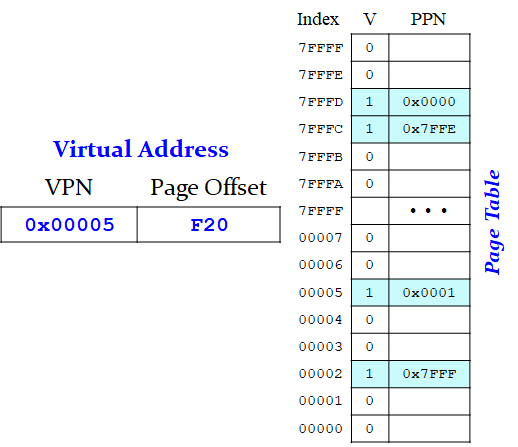 Index V PPN
7FFFF 0
7FFFE 0
7FFFD 1 0x0000
7FFFC 1 0x7FFE
7FFFB 0
7FFFA 0
7FFFF • • •
00007 0
00006 0
00005 1 0x0001
00004 0
00003 0
00002 1 0x7FFF
00001 0
00000 0
Page Table
Virtual Address
VPN Page Offset
0x00005 F20